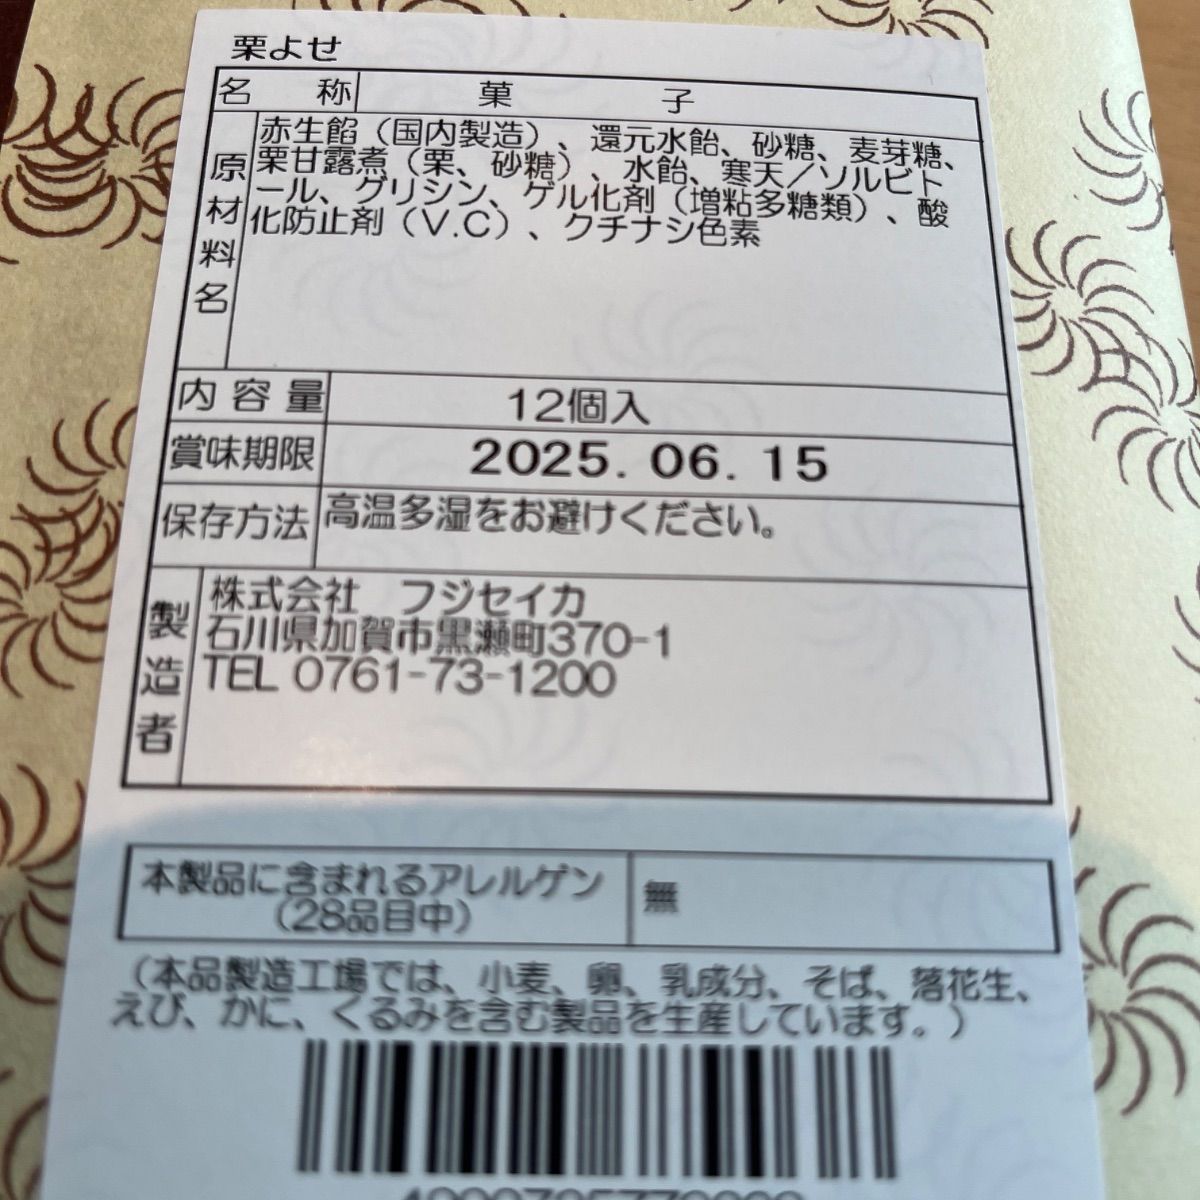 栗よせ
名称 菓子
原材料名 赤生餡（国内製造）、還元水飴、砂糖、麦芽糖、
栗甘露煮（栗、砂糖）、水飴、寒天／ソルビト
ール、グリシン、ゲル化剤（増粘多糖類）、酸
化防止剤（V.C）、クチナシ色素
内容量 12個入
賞味期限 2025.06.15
保存方法 高温多湿をお避けください。
製造者 株式会社 フジセイカ
石川県加賀市黒瀬町370-1
TEL 0761-73-1200
本製品に含まれるアレルゲン
（28品目中）
無
（本品製造工場では、小麦、卵、乳成分、そば、落花生、
えび、かに、くるみを含む製品を生産しています。）